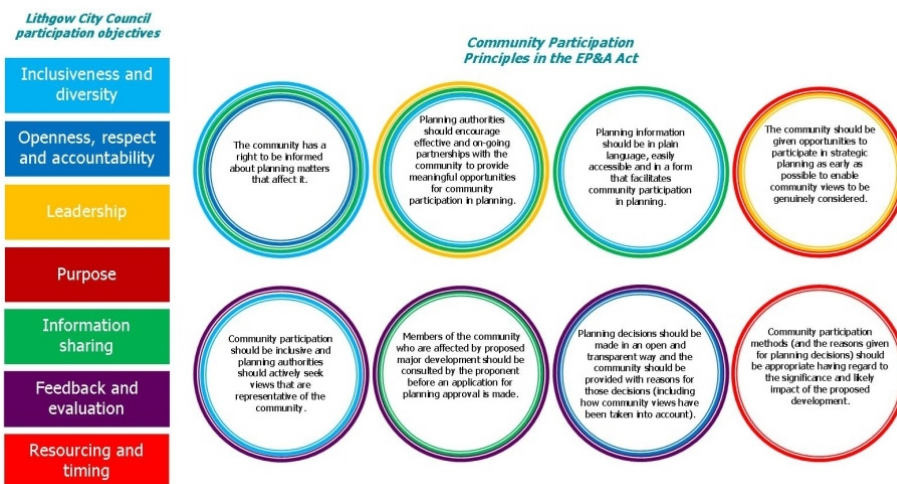 Lithgow City Council
participation objectives
Inclusiveness and
diversity
Openness, respect
and accountability
Leadership
Purpose
Information
sharing
Feedback and
evaluation
Resourcing and
timing
Community Participation
Principles in the EP&A Act
The community has a
right to be informed
about planning matters
that affect it.
Planning authorities
should encourage
effective and on-going
partnerships with the
community to provide
meaningful opportunities
for community
participation in planning.
Planning information
should be in plain
language, easily
accessible and in a form
that facilitates
community participation
in planning.
The community should be
given opportunities to
participate in strategic
planning as early as
possible to enable
community views to be
genuinely considered.
Community participation
should be inclusive and
planning authorities
should actively seek
views that are
representative of the
community.
Members of the community
who are affected by proposed
major development should be
consulted by the proponent
before an application for
planning approval is made.
Planning decisions should be
made in an open and
transparent way and the
community should be
provided with reasons for
those decisions (including
how community views have
been taken into account).
Community participation
methods (and the reasons given
for planning decisions) should
be appropriate having regard to
the significance and likely
impact of the proposed
development.